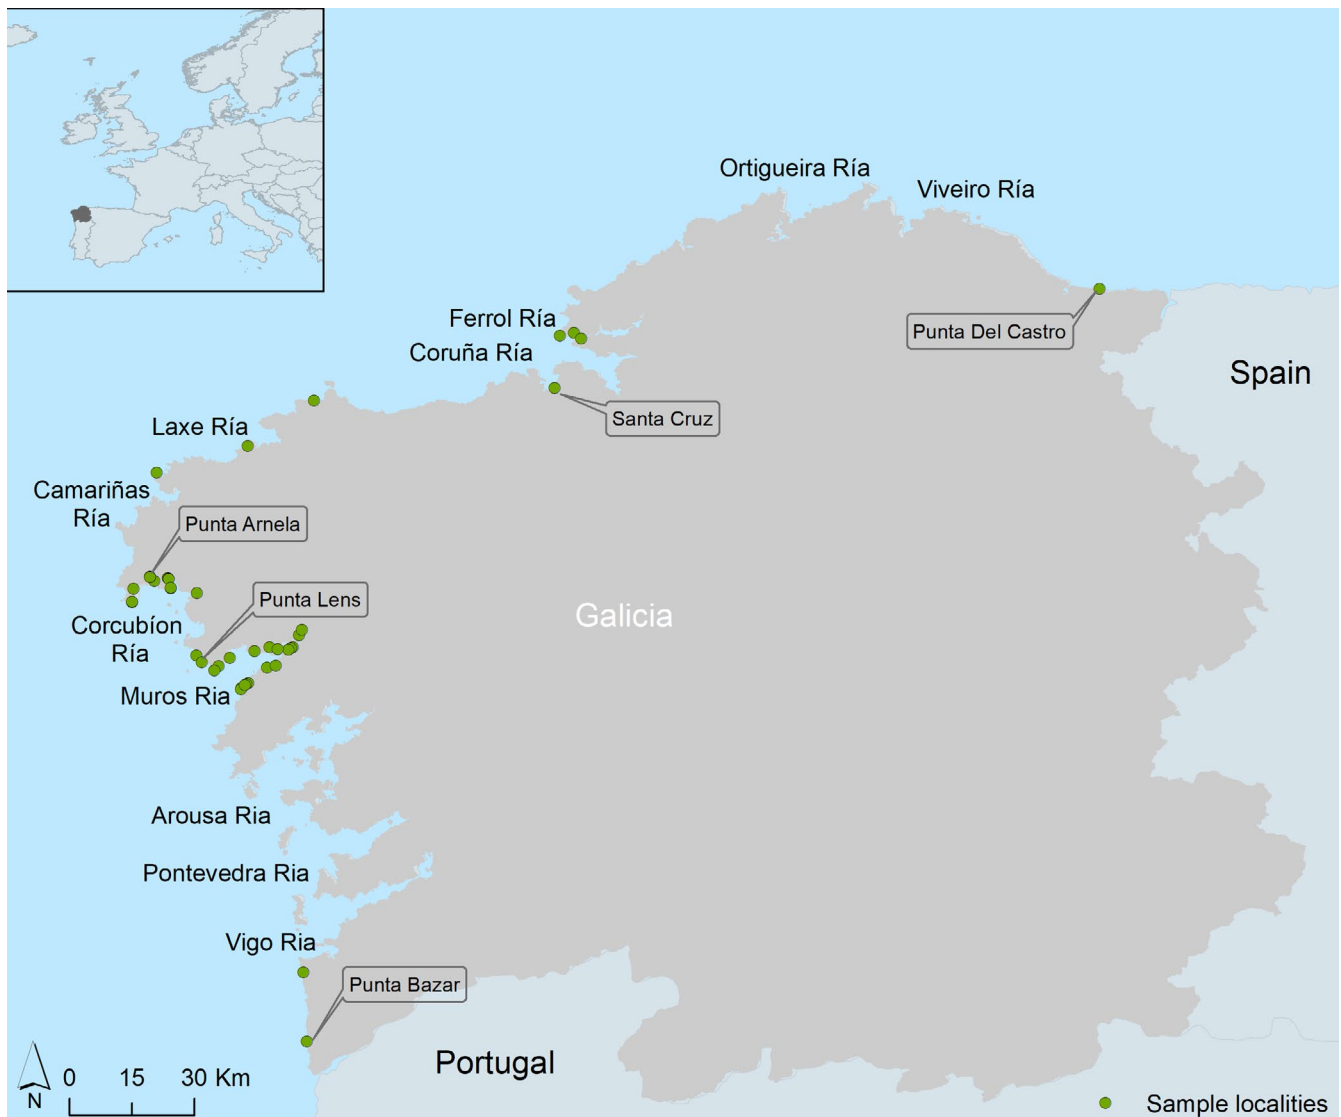 Ortigueira Ría
Viveiro Ría
Ferrol Ría
Punta Del Castro
Coruña Ría
Spain
Santa Cruz
Laxe Ría
Camariñas
Ría
Punta Arnela
Punta Lens
Galicia
Corcubíon
Ría
Muros Ria
Arousa Ria
Pontevedra Ria
Vigo Ria
Punta Bazar
Portugal
N
0 15 30 Km
Sample localities